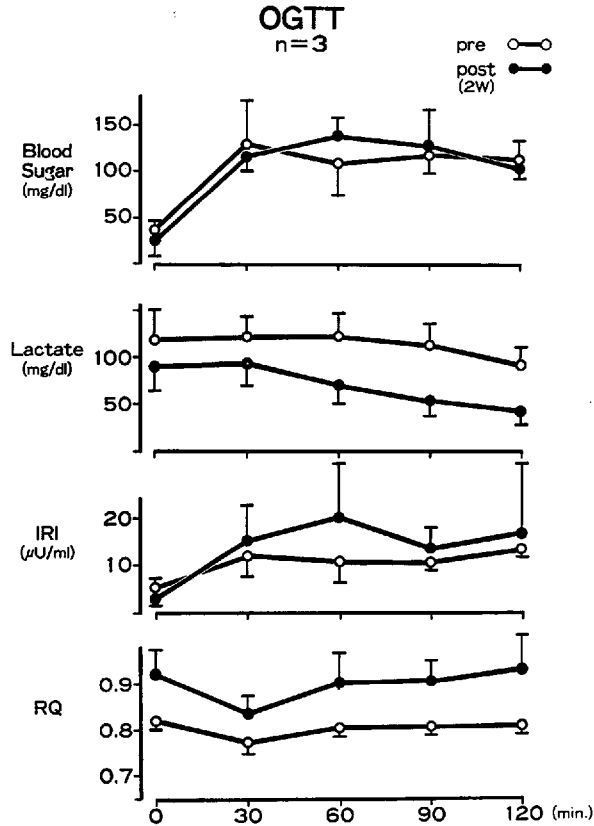 OGTT
n=3
pre
post
(2W)
Blood
Sugar
(mg/dl)
150
100
50
Lactate
(mg/dl)
100
50
IRI
(μU/ml)
20
10
RQ
0.9
0.8
0.7
0 30 60 90 120 (min.)